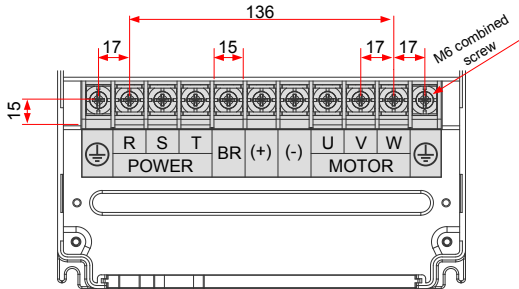 136
17
15
17
17
M6 combined
screw
15
R S T BR (+) (-) U V W
POWER MOTOR